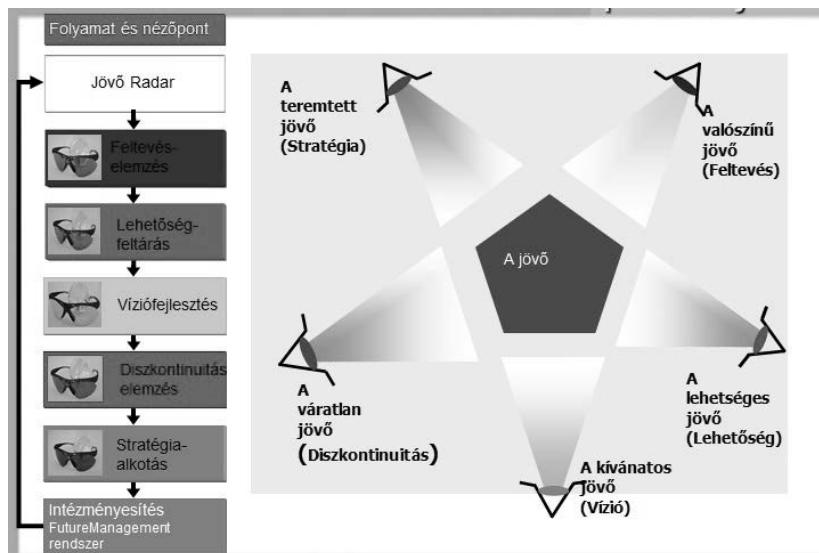 Folyamat és nézőpont
Jövő Radar
Feltevés-
elemzés
Lehetőség-
feltárás
Víziófejlesztés
Diszkontinuitás
elemzés
Stratégia-
alkotás
Intézményesítés
FutureManagement
rendszer
A
teremtett
jövő
(Stratégia)
A
valószínű
jövő
(Feltevés)
A jövő
A
váratlan
jövő
(Diszkontinuitás)
A
lehetséges
jövő
(Lehetőség)
A kívánatos
jövő
(Vízió)